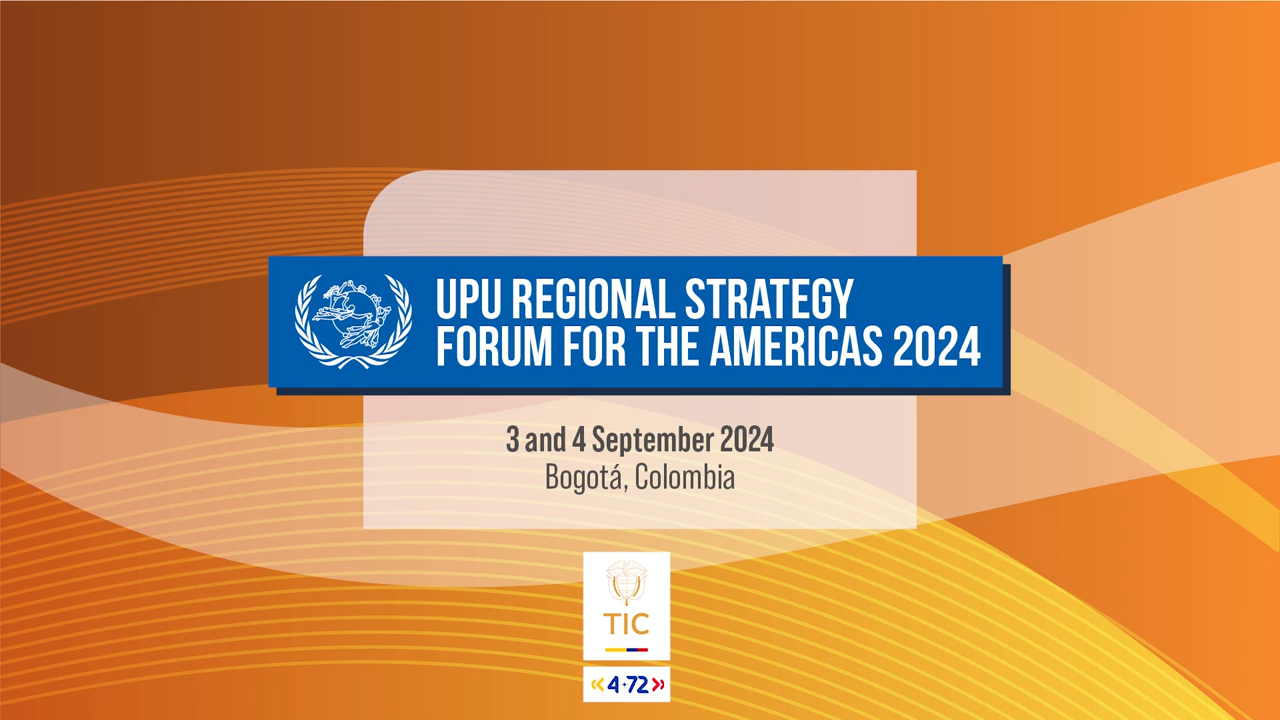 UPU REGIONAL STRATEGY
FORUM FOR THE AMERICAS 2024
3 and 4 September 2024
Bogotá, Colombia
TIC
4-72